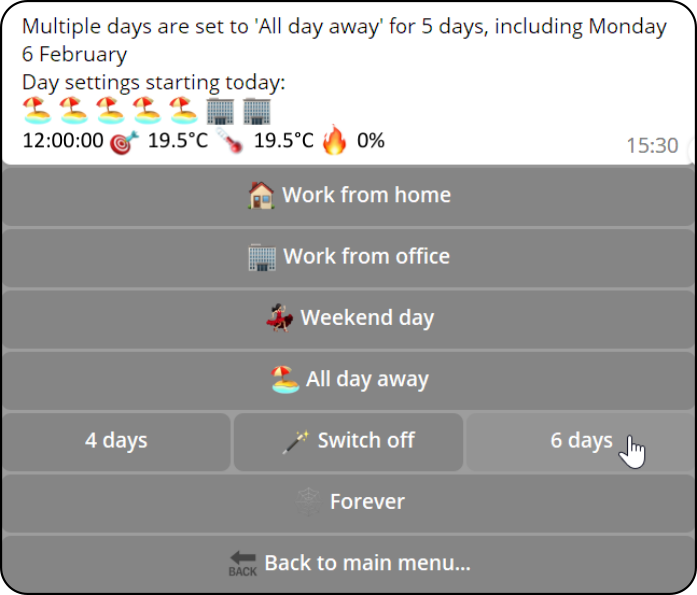 Multiple days are set to 'All day away' for 5 days, including Monday
6 February
Day settings starting today:
🏖️ 🏖️ 🏖️ 🏖️ 🏖️ 🏢 🏢
12:00:00 🎯 19.5°C 🌡️ 19.5°C 🔥 0%
15:30
🏠 Work from home
🏢 Work from office
💃 Weekend day
🏖️ All day away
4 days 🪄 Switch off 6 days
🕸️ Forever
🔙 Back to main menu...